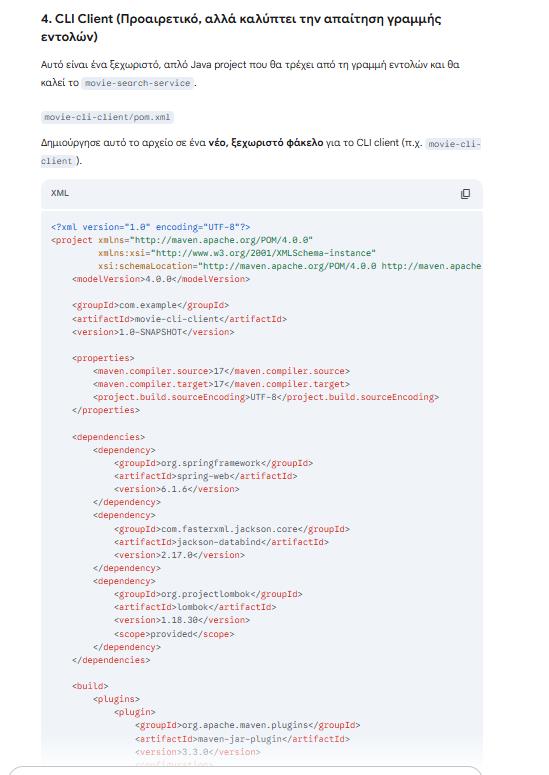 4. CLI Client (Προαιρετικό, αλλά καλύπτει την απαίτηση γραμμής
εντολών)
Αυτό είναι ένα ξεχωριστό, απλό Java project που θα τρέχει από τη γραμμή εντολών και θα
καλεί το movie-search-service .
movie-cli-client/pom.xml
Δημιούργησε αυτό το αρχείο σε ένα νέο, ξεχωριστό φάκελο για το CLI client (π.χ. movie-cli-
client ).
XML
<?xml version="1.0" encoding="UTF-8"?>
<project xmlns="http://maven.apache.org/POM/4.0.0"
         xmlns:xsi="http://www.w3.org/2001/XMLSchema-instance"
         xsi:schemaLocation="http://maven.apache.org/POM/4.0.0 http://maven.apache
    <modelVersion>4.0.0</modelVersion>
    <groupId>com.example</groupId>
    <artifactId>movie-cli-client</artifactId>
    <version>1.0-SNAPSHOT</version>
    <properties>
        <maven.compiler.source>17</maven.compiler.source>
        <maven.compiler.target>17</maven.compiler.target>
        <project.build.sourceEncoding>UTF-8</project.build.sourceEncoding>
    </properties>
    <dependencies>
        <dependency>
            <groupId>org.springframework</groupId>
            <artifactId>spring-web</artifactId>
            <version>6.1.6</version>
        </dependency>
        <dependency>
            <groupId>com.fasterxml.jackson.core</groupId>
            <artifactId>jackson-databind</artifactId>
            <version>2.17.0</version>
        </dependency>
        <dependency>
            <groupId>org.projectlombok</groupId>
            <artifactId>lombok</artifactId>
            <version>1.18.30</version>
            <scope>provided</scope>
        </dependency>
    </dependencies>
    <build>
        <plugins>
            <plugin>
                <groupId>org.apache.maven.plugins</groupId>
                <artifactId>maven-jar-plugin</artifactId>
                <version>3.3.0</version>
                <configuration>